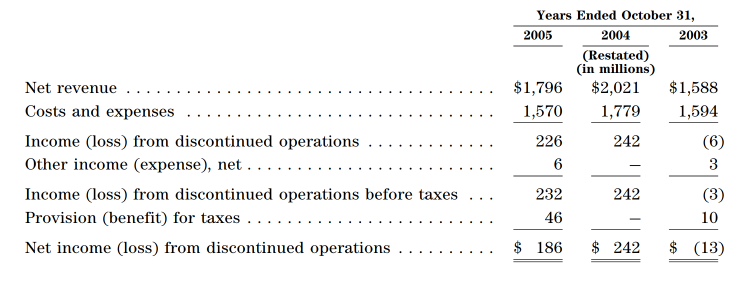 Years Ended October 31,
2005 2004 2003
(Restated)
(in millions)
Net revenue . . . . . . . . . . . . . . . . . . . . . . . . . . . . . . . . . . . . . $1,796 $2,021 $1,588
Costs and expenses . . . . . . . . . . . . . . . . . . . . . . . . . . . . . . . 1,570 1,779 1,594
Income (loss) from discontinued operations . . . . . . . . . . . . . 226 242 (6)
Other income (expense), net . . . . . . . . . . . . . . . . . . . . . . . . . 6 — 3
Income (loss) from discontinued operations before taxes . . . 232 242 (3)
Provision (benefit) for taxes . . . . . . . . . . . . . . . . . . . . . . . . . 46 — 10
Net income (loss) from discontinued operations . . . . . . . . . . $ 186 $ 242 $ (13)